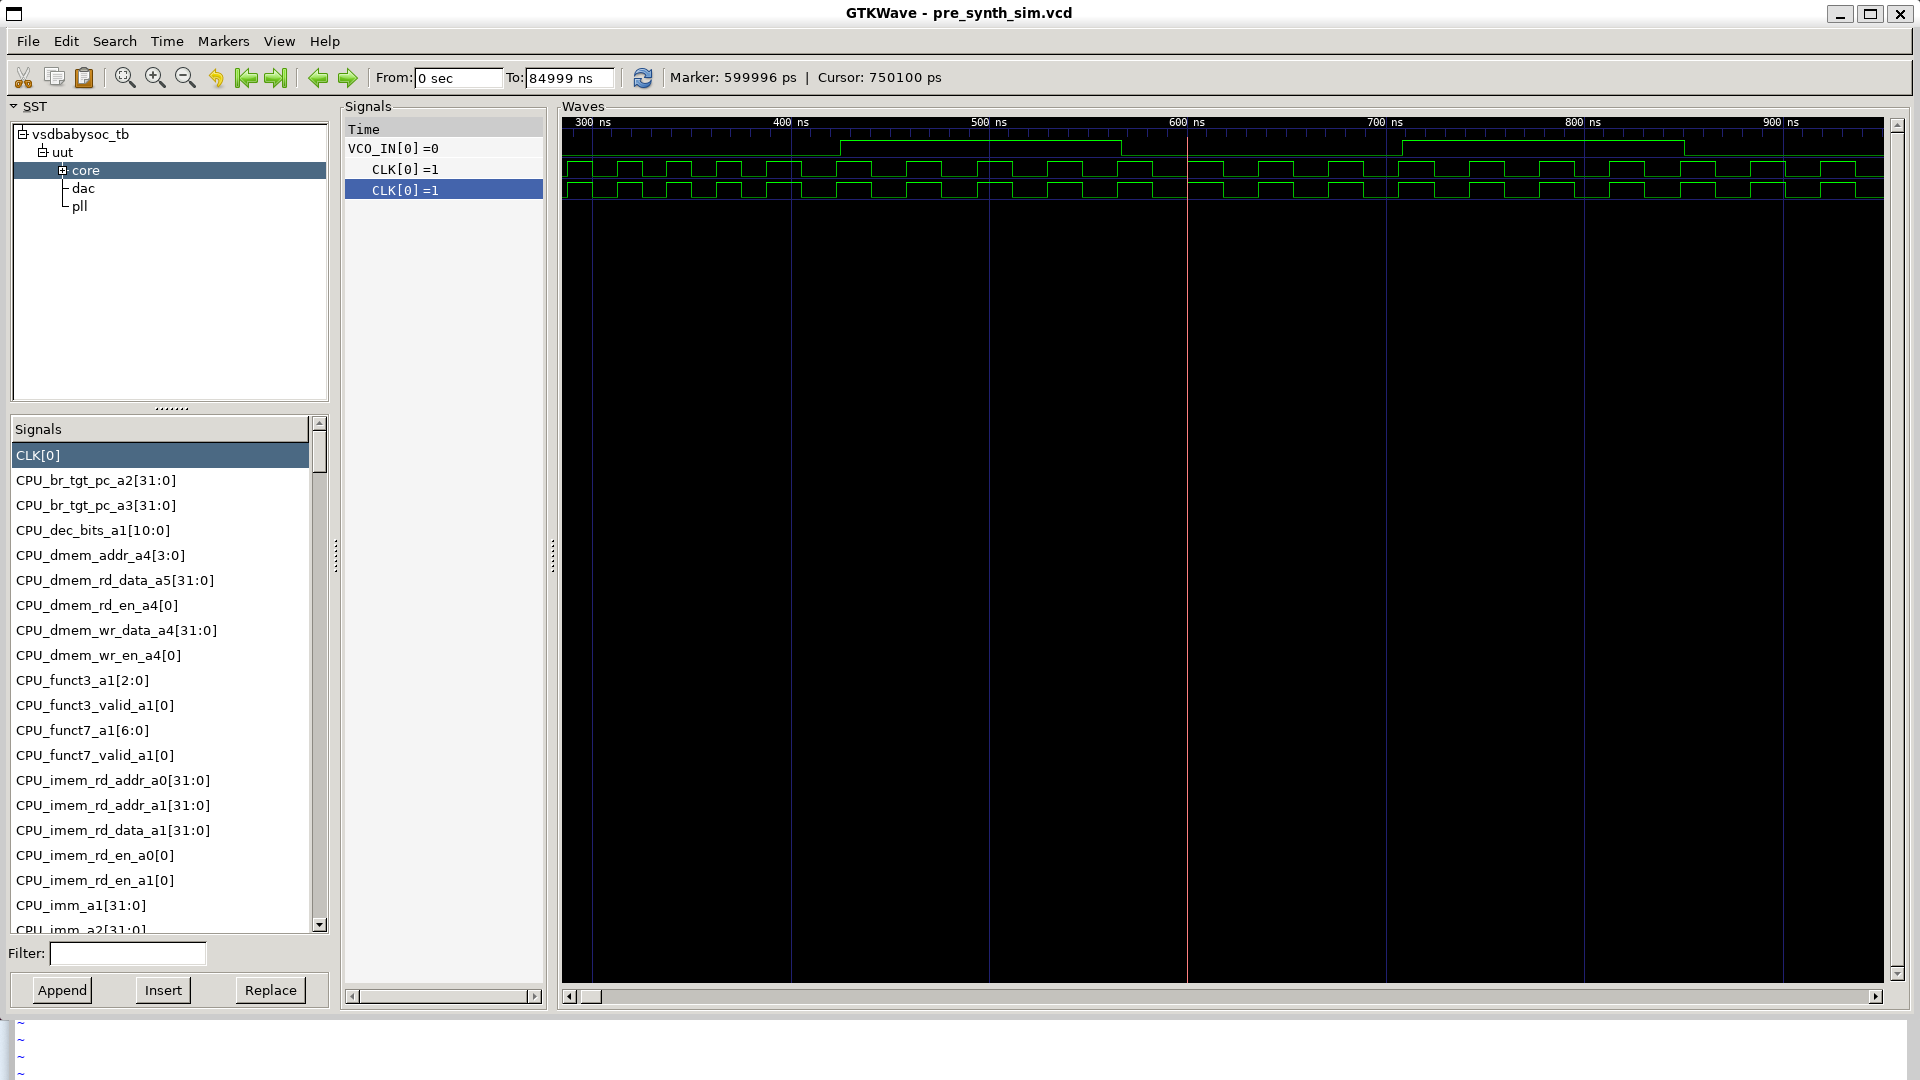 GTKWave - pre_synth_sim.vcd
File Edit Search Time Markers View Help
From: 0 sec To: 84999 ns Marker: 599996 ps | Cursor: 750100 ps
SST
vsdbabysoc_tb
uut
core
dac
pll
Signals
CLK[0]
CPU_br_tgt_pc_a2[31:0]
CPU_br_tgt_pc_a3[31:0]
CPU_dec_bits_a1[10:0]
CPU_dmem_addr_a4[3:0]
CPU_dmem_rd_data_a5[31:0]
CPU_dmem_rd_en_a4[0]
CPU_dmem_wr_data_a4[31:0]
CPU_dmem_wr_en_a4[0]
CPU_funct3_a1[2:0]
CPU_funct3_valid_a1[0]
CPU_funct7_a1[6:0]
CPU_funct7_valid_a1[0]
CPU_imem_rd_addr_a0[31:0]
CPU_imem_rd_addr_a1[31:0]
CPU_imem_rd_data_a1[31:0]
CPU_imem_rd_en_a0[0]
CPU_imem_rd_en_a1[0]
CPU_imm_a1[31:0]
CPU_imm_a2[31:0]
Filter:
Append Insert Replace
Signals
Time
VCO_IN[0] =0
CLK[0] =1
CLK[0] =1
Waves
300 ns 400 ns 500 ns 600 ns 700 ns 800 ns 900 ns
~
~
~
~